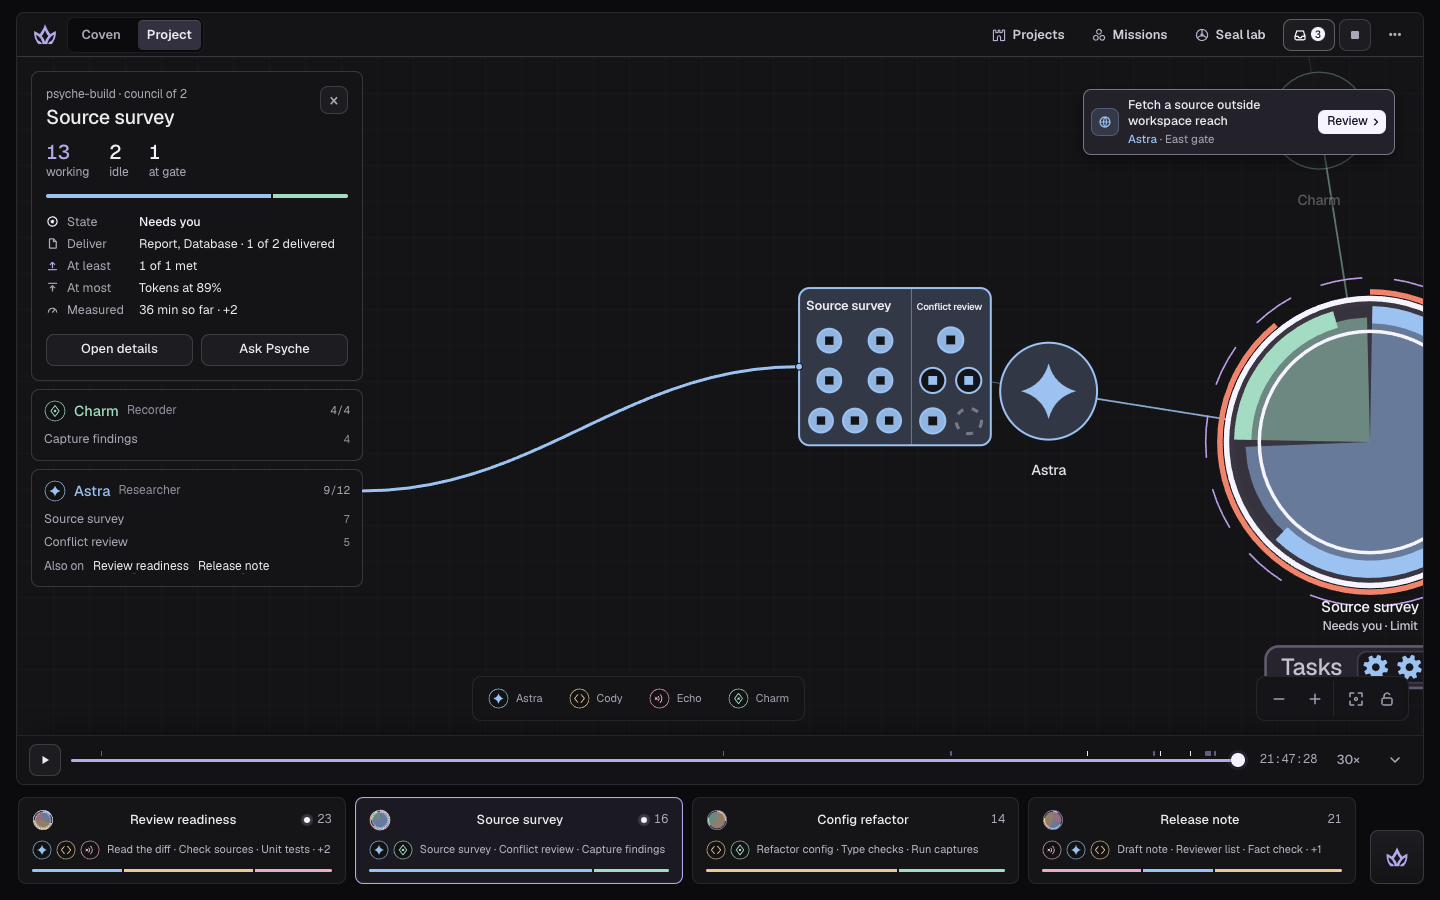 Coven
Project
Projects
Missions
Seal lab
3
psyche-build · council of 2
Source survey
13 working
2 idle
1 at gate
State Needs you
Deliver Report, Database · 1 of 2 delivered
At least 1 of 1 met
At most Tokens at 89%
Measured 36 min so far · +2
Open details
Ask Psyche
Charm Recorder 4/4
Capture findings 4
Astra Researcher 9/12
Source survey 7
Conflict review 5
Also on Review readiness Release note
Fetch a source outside
workspace reach
Astra · East gate
Review
Charm
Source survey
Conflict review
Astra
Source survey
Needs you · Limit
Tasks
Astra
Cody
Echo
Charm
21:47:28
30×
Review readiness 23
Read the diff · Check sources · Unit tests · +2
Source survey 16
Source survey · Conflict review · Capture findings
Config refactor 14
Refactor config · Type checks · Run captures
Release note 21
Draft note · Reviewer list · Fact check · +1